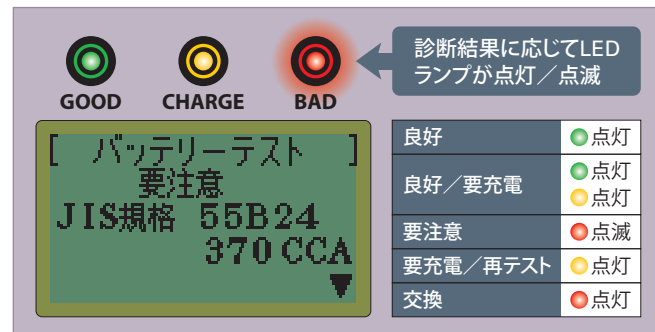 診断結果に応じてLED
ランプが点灯／点滅
GOOD CHARGE BAD
[ バッテリーテスト ]
要注意
JIS規格 55B24
370 CCA
▼
良好 点灯
良好／要充電 点灯
点灯
要注意 点滅
要充電／再テスト 点灯
交換 点灯